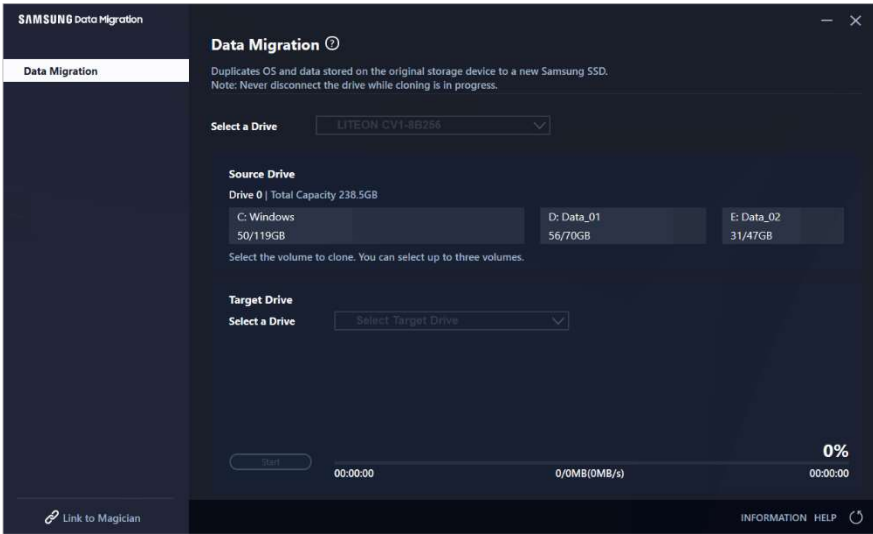 SAMSUNG Data Migration
Data Migration
Data Migration ?
Duplicates OS and data stored on the original storage device to a new Samsung SSD.
Note: Never disconnect the drive while cloning is in progress.
Select a Drive
LITEON CV1-8B256
Source Drive
Drive 0 | Total Capacity 238.5GB
C: Windows
50/119GB
D: Data_01
56/70GB
E: Data_02
31/47GB
Select the volume to clone. You can select up to three volumes.
Target Drive
Select a Drive
Select Target Drive
Start
0%
00:00:00
0/0MB(0MB/s)
00:00:00
Link to Magician
INFORMATION HELP